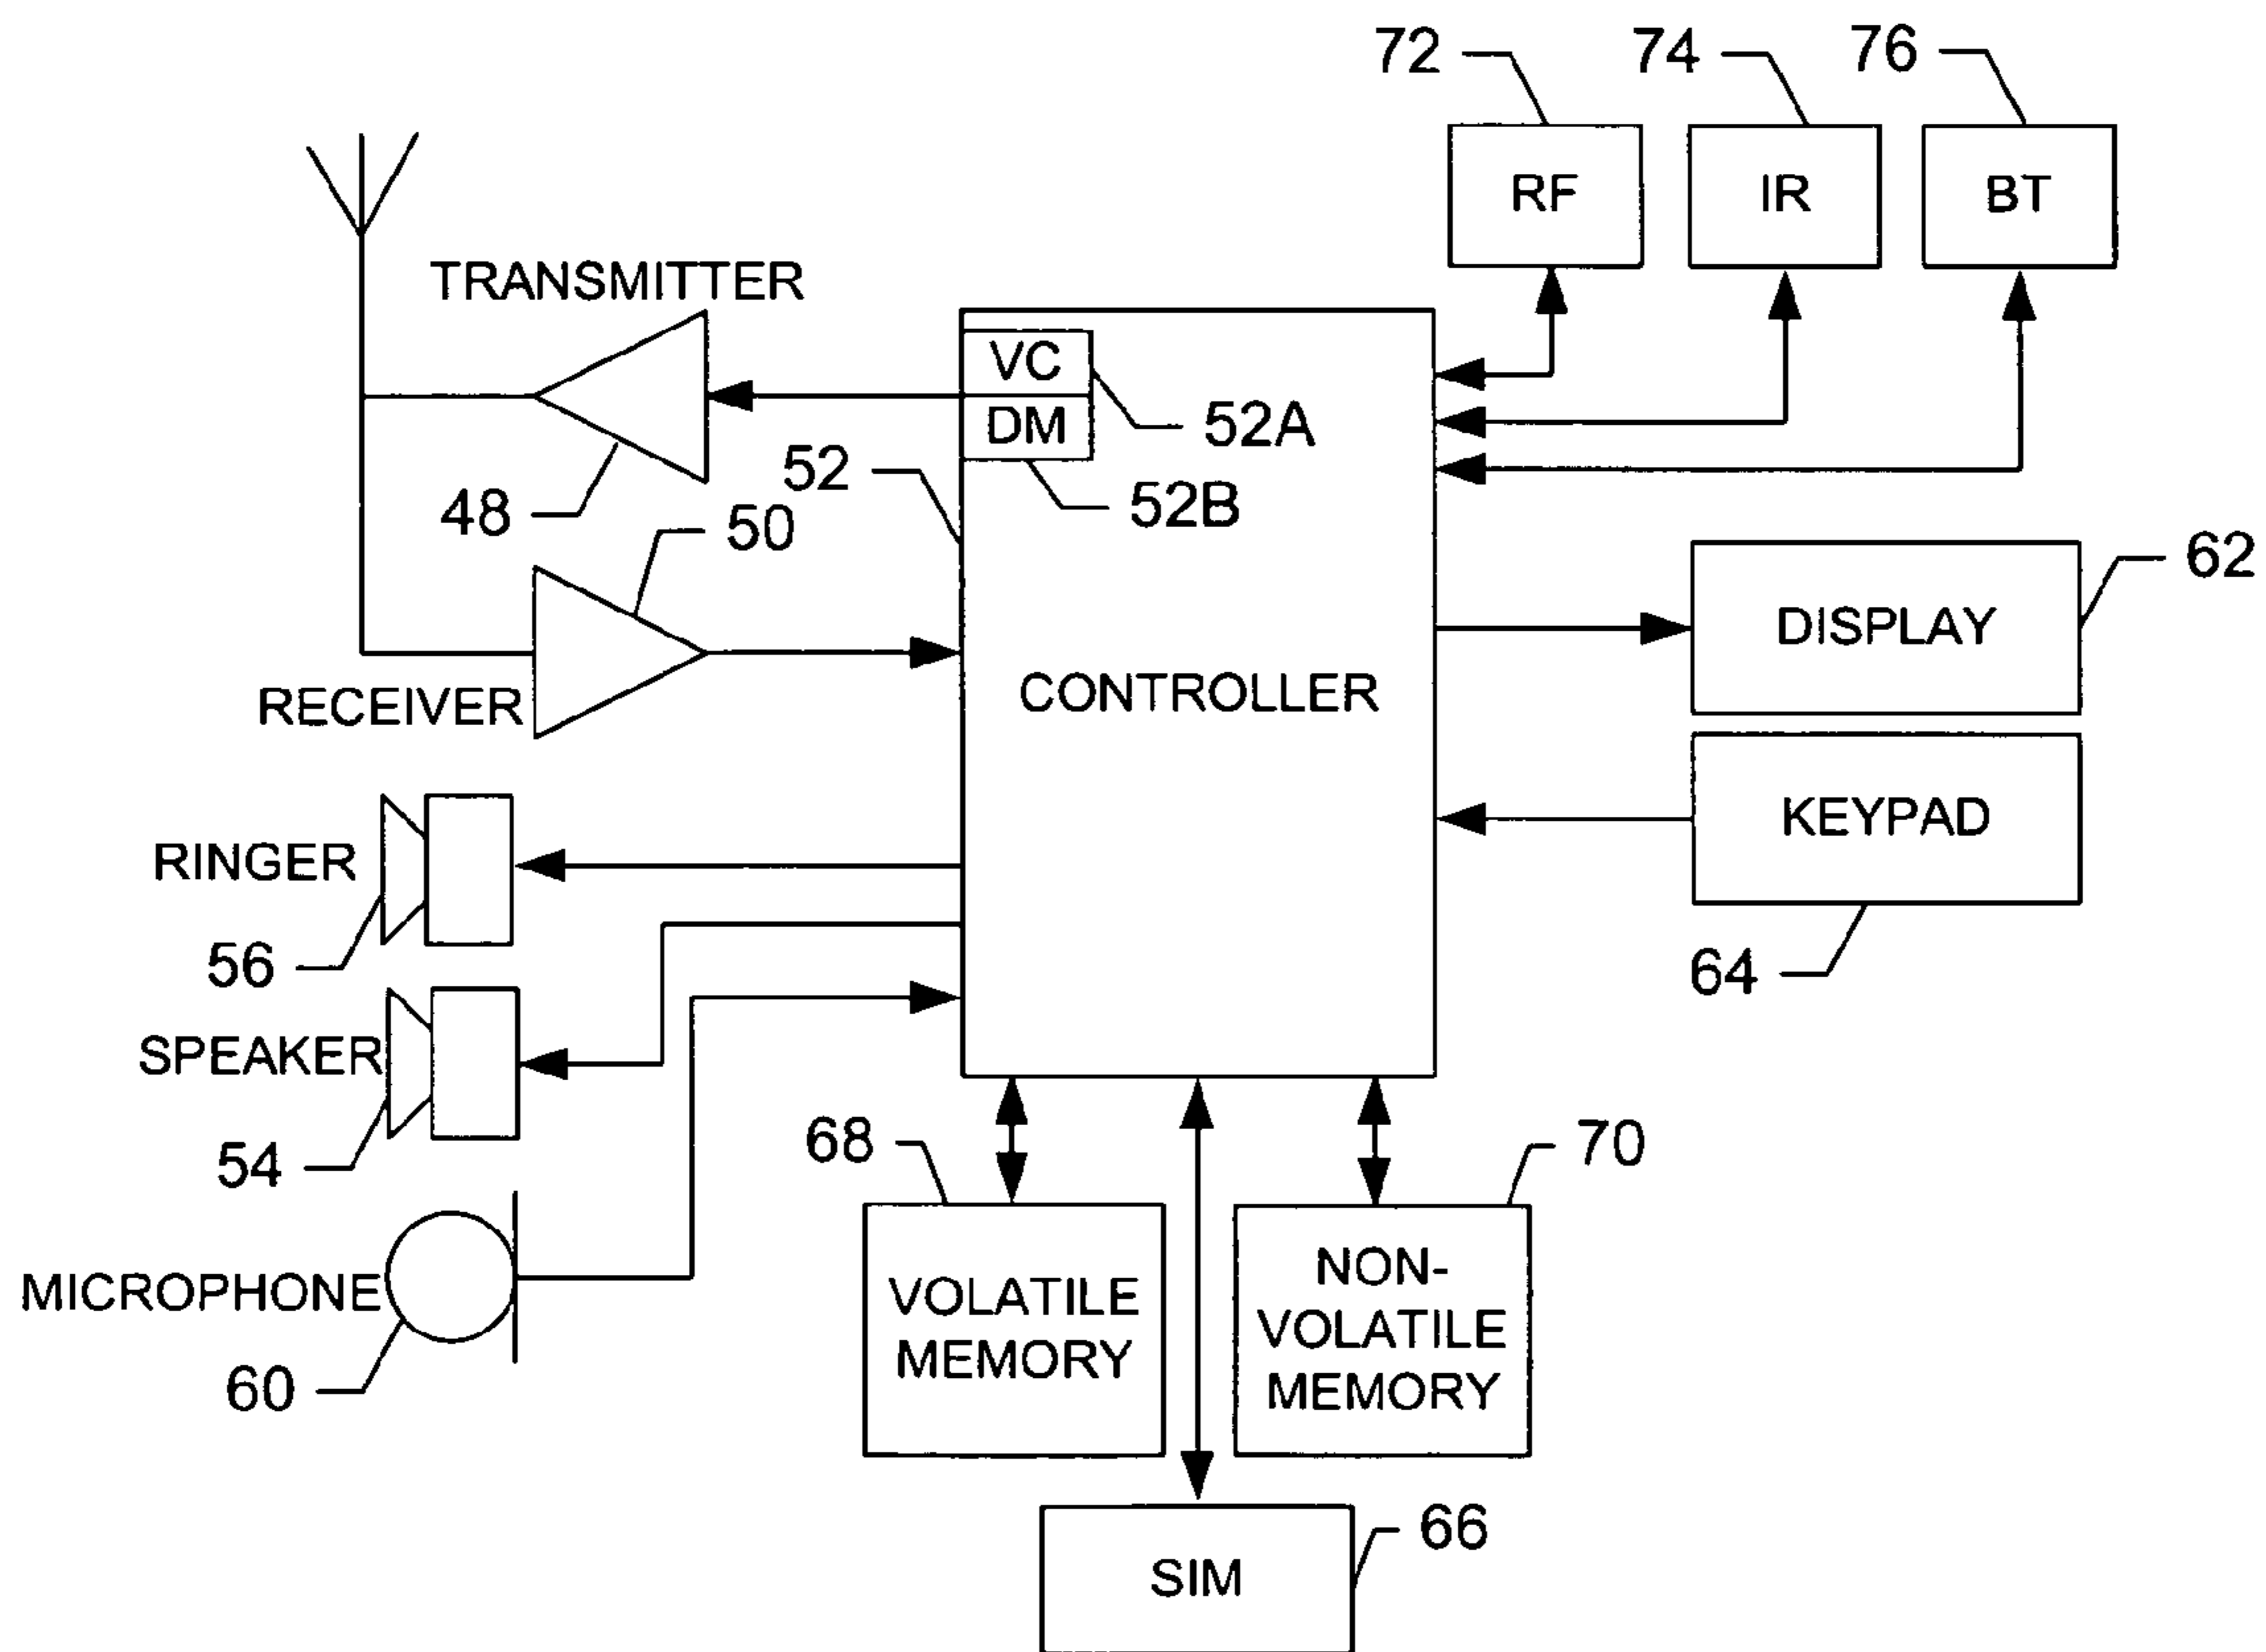 72
74
76
RF
IR
BT
TRANSMITTER
VC
DM
52A
52
52B
48
50
62
DISPLAY
RECEIVER
CONTROLLER
KEYPAD
RINGER
56
64
SPEAKER
54
68
70
MICROPHONE
60
VOLATILE
MEMORY
NON-
VOLATILE
MEMORY
66
SIM